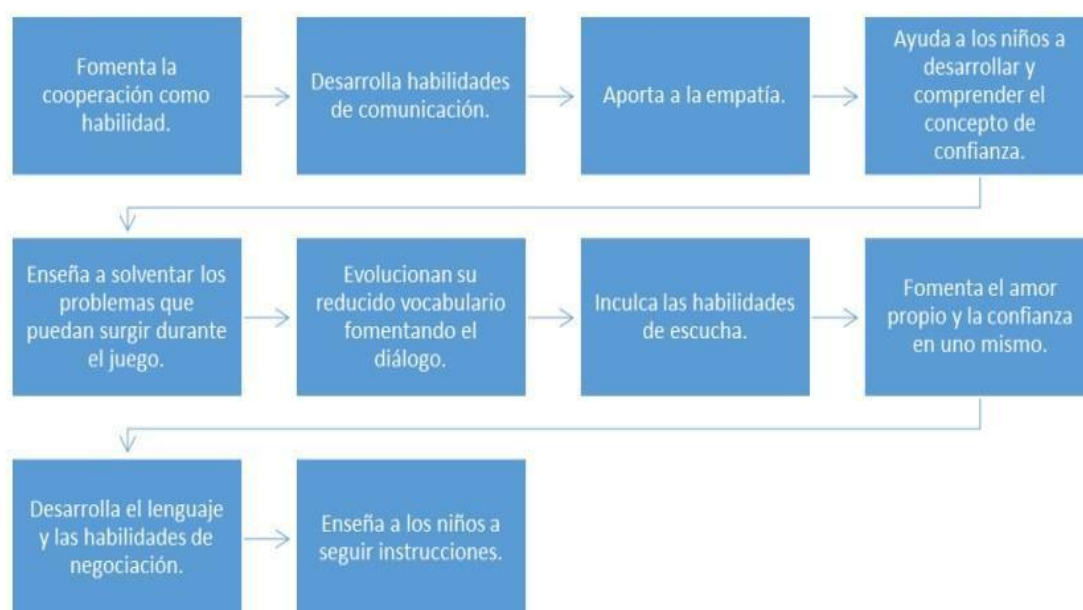 Fomenta la
cooperación como
habilidad.
Desarrolla habilidades
de comunicación.
Aporta a la empatía.
Ayuda a los niños a
desarrollar y
comprender el
concepto de
confianza.
Enseña a solventar los
problemas que
puedan surgir durante
el juego.
Evolucionan su
reducido vocabulario
fomentando el
diálogo.
Inculca las habilidades
de escucha.
Fomenta el amor
propio y la confianza
en uno mismo.
Desarrolla el lenguaje
y las habilidades de
negociación.
Enseña a los niños a
seguir instrucciones.